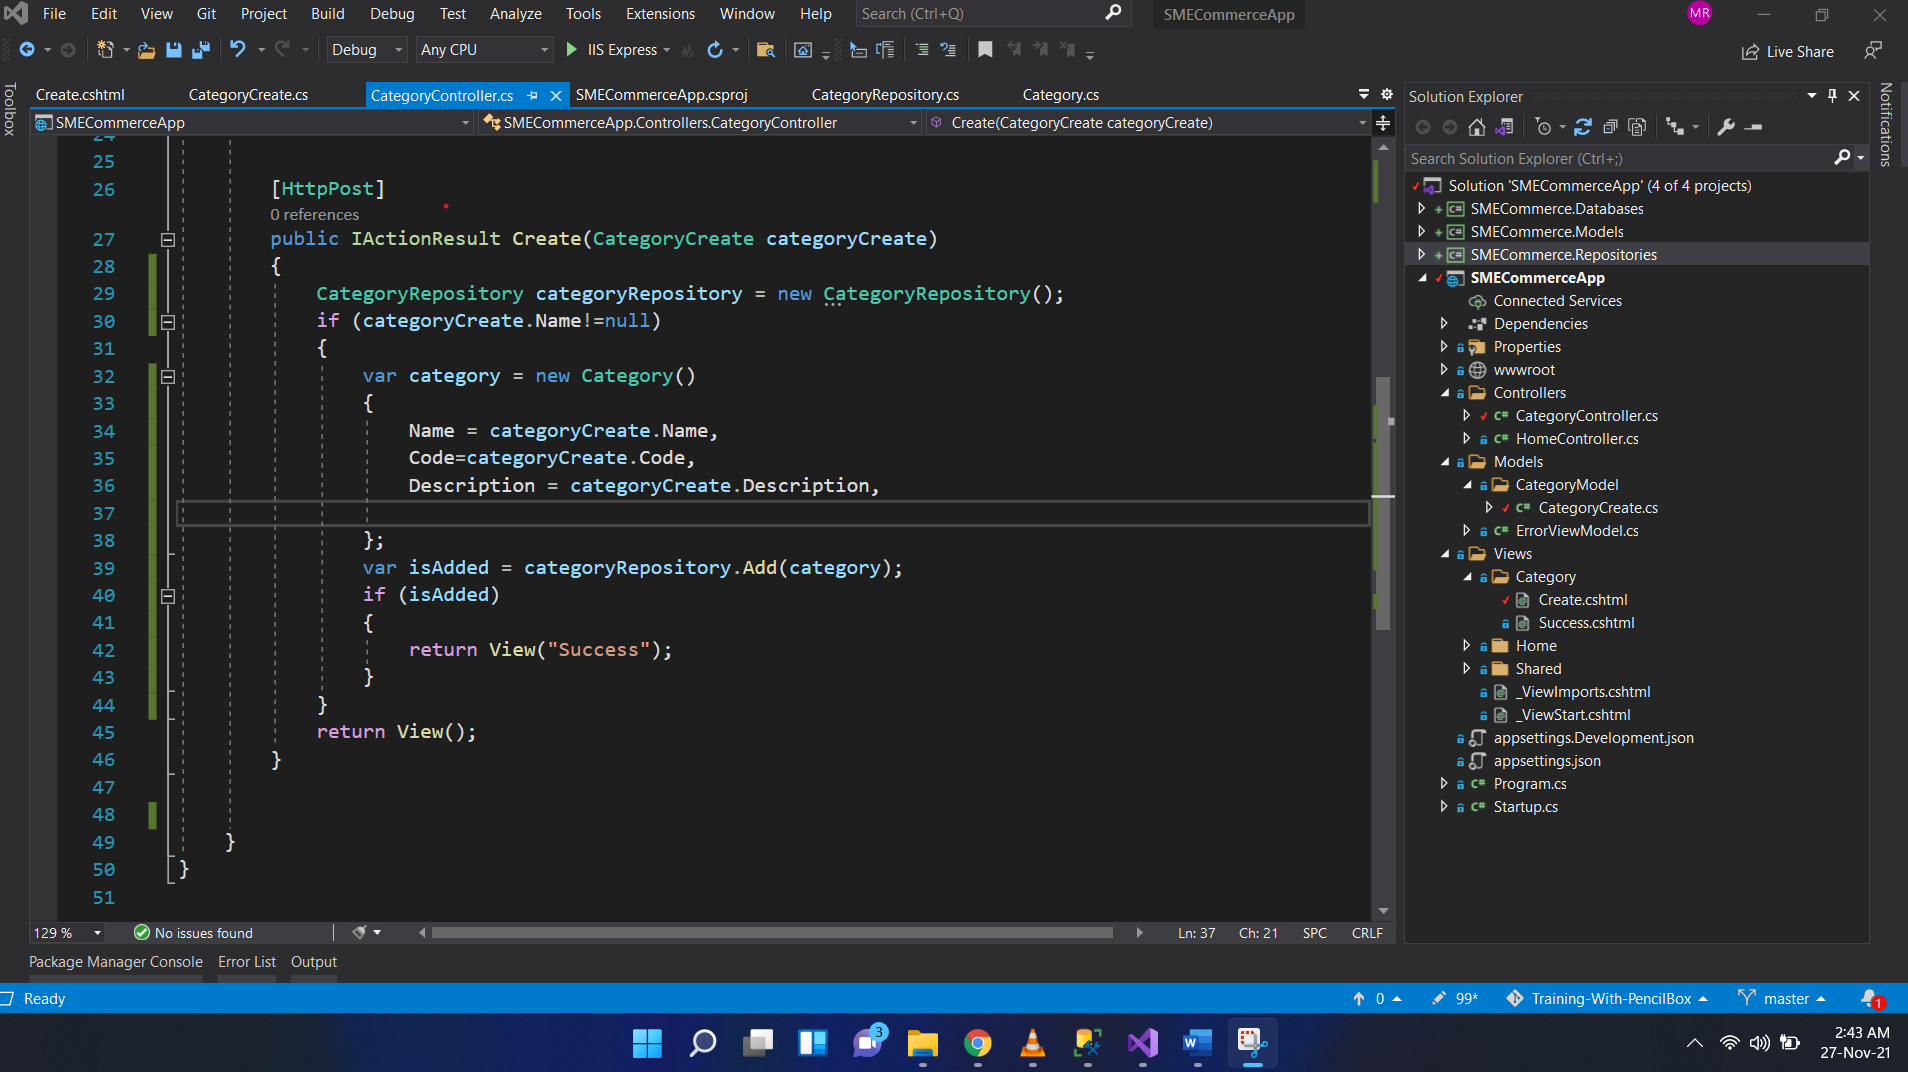 File Edit View Git Project Build Debug Test Analyze Tools Extensions Window Help Search (Ctrl+Q) SMECommerceApp MR
Debug Any CPU IIS Express Live Share
Toolbox
Create.cshtml CategoryCreate.cs CategoryController.cs SMECommerceApp.csproj CategoryRepository.cs Category.cs
SMECommerceApp SMECommerceApp.Controllers.CategoryController Create(CategoryCreate categoryCreate)
24
25
26 [HttpPost]
0 references
27 public IActionResult Create(CategoryCreate categoryCreate)
28 {
29 CategoryRepository categoryRepository = new CategoryRepository();
30 if (categoryCreate.Name!=null)
31 {
32 var category = new Category()
33 {
34 Name = categoryCreate.Name,
35 Code=categoryCreate.Code,
36 Description = categoryCreate.Description,
37
38 };
39 var isAdded = categoryRepository.Add(category);
40 if (isAdded)
41 {
42 return View("Success");
43 }
44 }
45 return View();
46 }
47
48
49 }
50 }
51
129 % No issues found Ln: 37 Ch: 21 SPC CRLF
Package Manager Console Error List Output
Solution Explorer
Search Solution Explorer (Ctrl+;)
Solution 'SMECommerceApp' (4 of 4 projects)
SMECommerce.Databases
SMECommerce.Models
SMECommerce.Repositories
SMECommerceApp
Connected Services
Dependencies
Properties
wwwroot
Controllers
CategoryController.cs
HomeController.cs
Models
CategoryModel
CategoryCreate.cs
ErrorViewModel.cs
Views
Category
Create.cshtml
Success.cshtml
Home
Shared
_ViewImports.cshtml
_ViewStart.cshtml
appsettings.Development.json
appsettings.json
Program.cs
Startup.cs
Notifications
Ready 0 99* Training-With-PencilBox master 1
3
2:43 AM
27-Nov-21